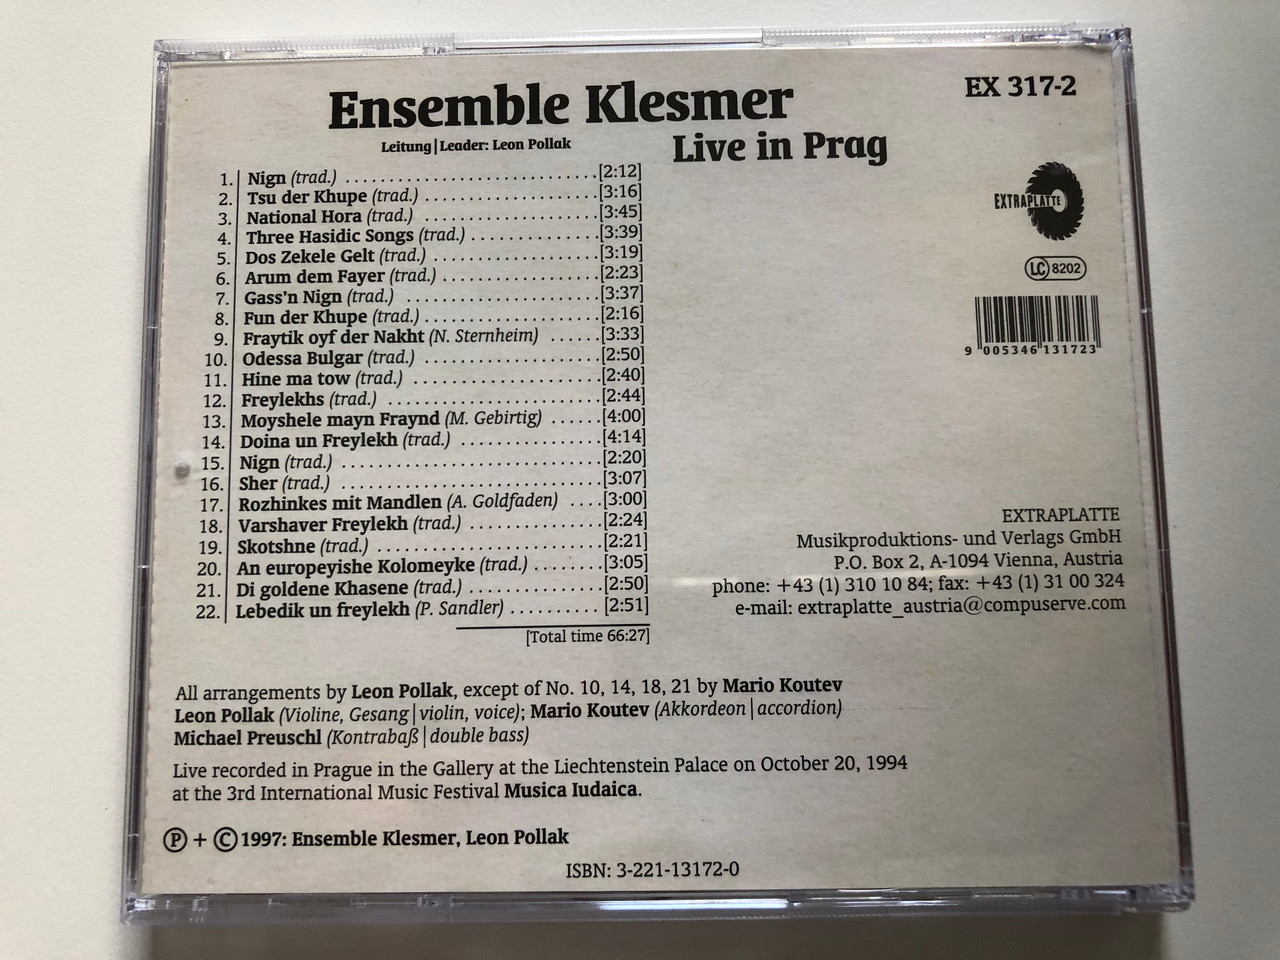 Ensemble Klesmer
EX 317-2
Leitung|Leader: Leon Pollak
Live in Prag
1. Nign (trad.) ............................[2:12]
2. Tsu der Khupe (trad.) ...................[3:16]
3. National Hora (trad.) ...................[3:45]
4. Three Hasidic Songs (trad.) ..............[3:39]
5. Dos Zekele Gelt (trad.) ..................[3:19]
6. Arum dem Fayer (trad.) ..................[2:23]
7. Gass'n Nign (trad.) .....................[3:37]
8. Fun der Khupe (trad.) ...................[2:16]
9. Fraytik oyf der Nakht (N. Sternheim) ......[3:33]
10. Odessa Bulgar (trad.) ...................[2:50]
11. Hine ma tow (trad.) .....................[2:40]
12. Freylekhs (trad.) .......................[2:44]
13. Moyshele mayn Fraynd (M. Gebirtig) ......[4:00]
14. Doina un Freylekh (trad.) ................[4:14]
15. Nign (trad.) ............................[2:20]
16. Sher (trad.) ............................[3:07]
17. Rozhinkes mit Mandlen (A. Goldfaden) ....[3:00]
18. Varshaver Freylekh (trad.) ...............[2:24]
19. Skotshne (trad.) .........................[2:21]
20. An europeyishe Kolomeyke (trad.) ........[3:05]
21. Di goldene Khasene (trad.) ...............[2:50]
22. Lebedik un freylekh (P. Sandler) .......... [2:51]
[Total time 66:27]
EXTRAPLATTE
LC 8202
9 005346 131723
EXTRAPLATTE
Musikproduktions- und Verlags GmbH
P.O. Box 2, A-1094 Vienna, Austria
phone: +43 (1) 310 10 84; fax: +43 (1) 31 00 324
e-mail: extraplatte_austria@compuserve.com
All arrangements by Leon Pollak, except of No. 10, 14, 18, 21 by Mario Koutev
Leon Pollak (Violine, Gesang|violin, voice); Mario Koutev (Akkordeon|accordion)
Michael Preuschl (Kontrabaß|double bass)
Live recorded in Prague in the Gallery at the Liechtenstein Palace on October 20, 1994
at the 3rd International Music Festival Musica Iudaica.
Ⓟ + Ⓒ 1997: Ensemble Klesmer, Leon Pollak
ISBN: 3-221-13172-0